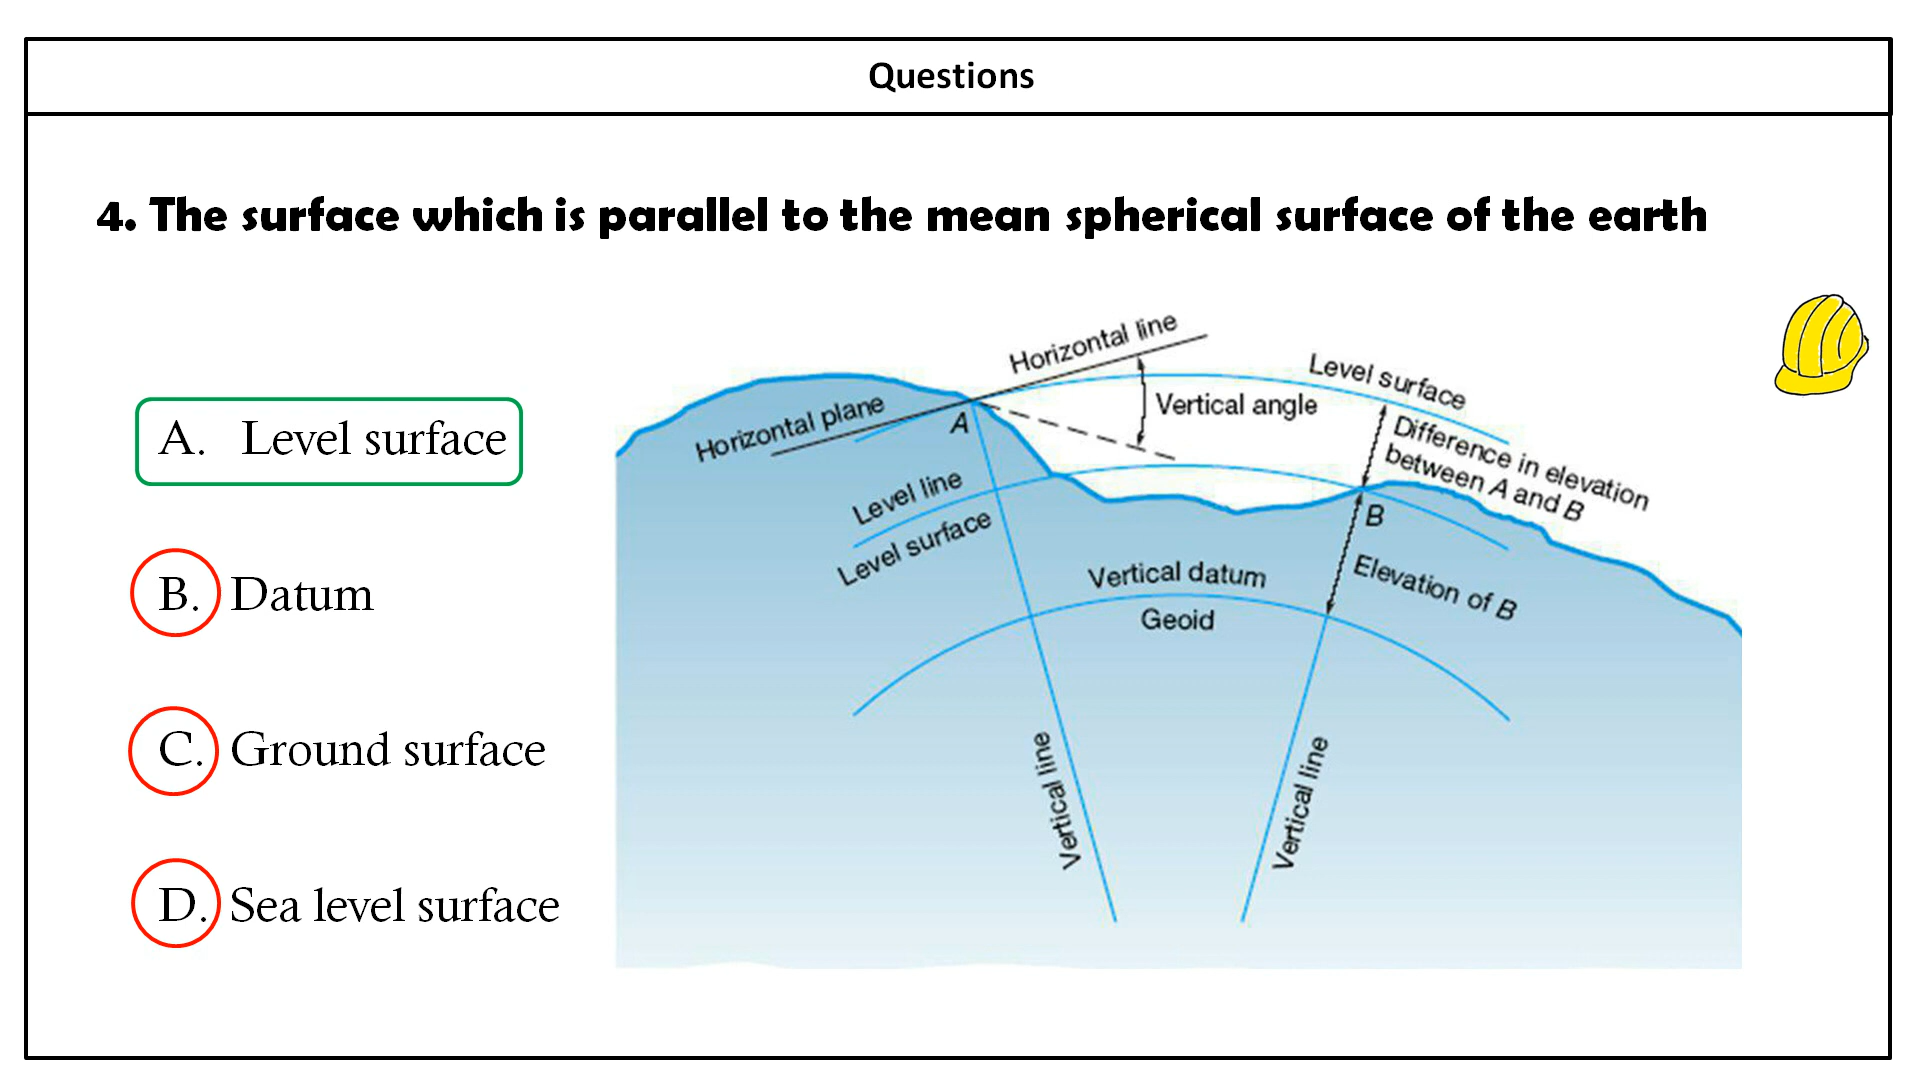 Questions
4. The surface which is parallel to the mean spherical surface of the earth
A. Level surface
B. Datum
C. Ground surface
D. Sea level surface
Horizontal line
Level surface
Vertical angle
Horizontal plane
A
Difference in elevation
between A and B
Level line
Level surface
B
Vertical datum
Geoid
Elevation of B
Vertical line
Vertical line